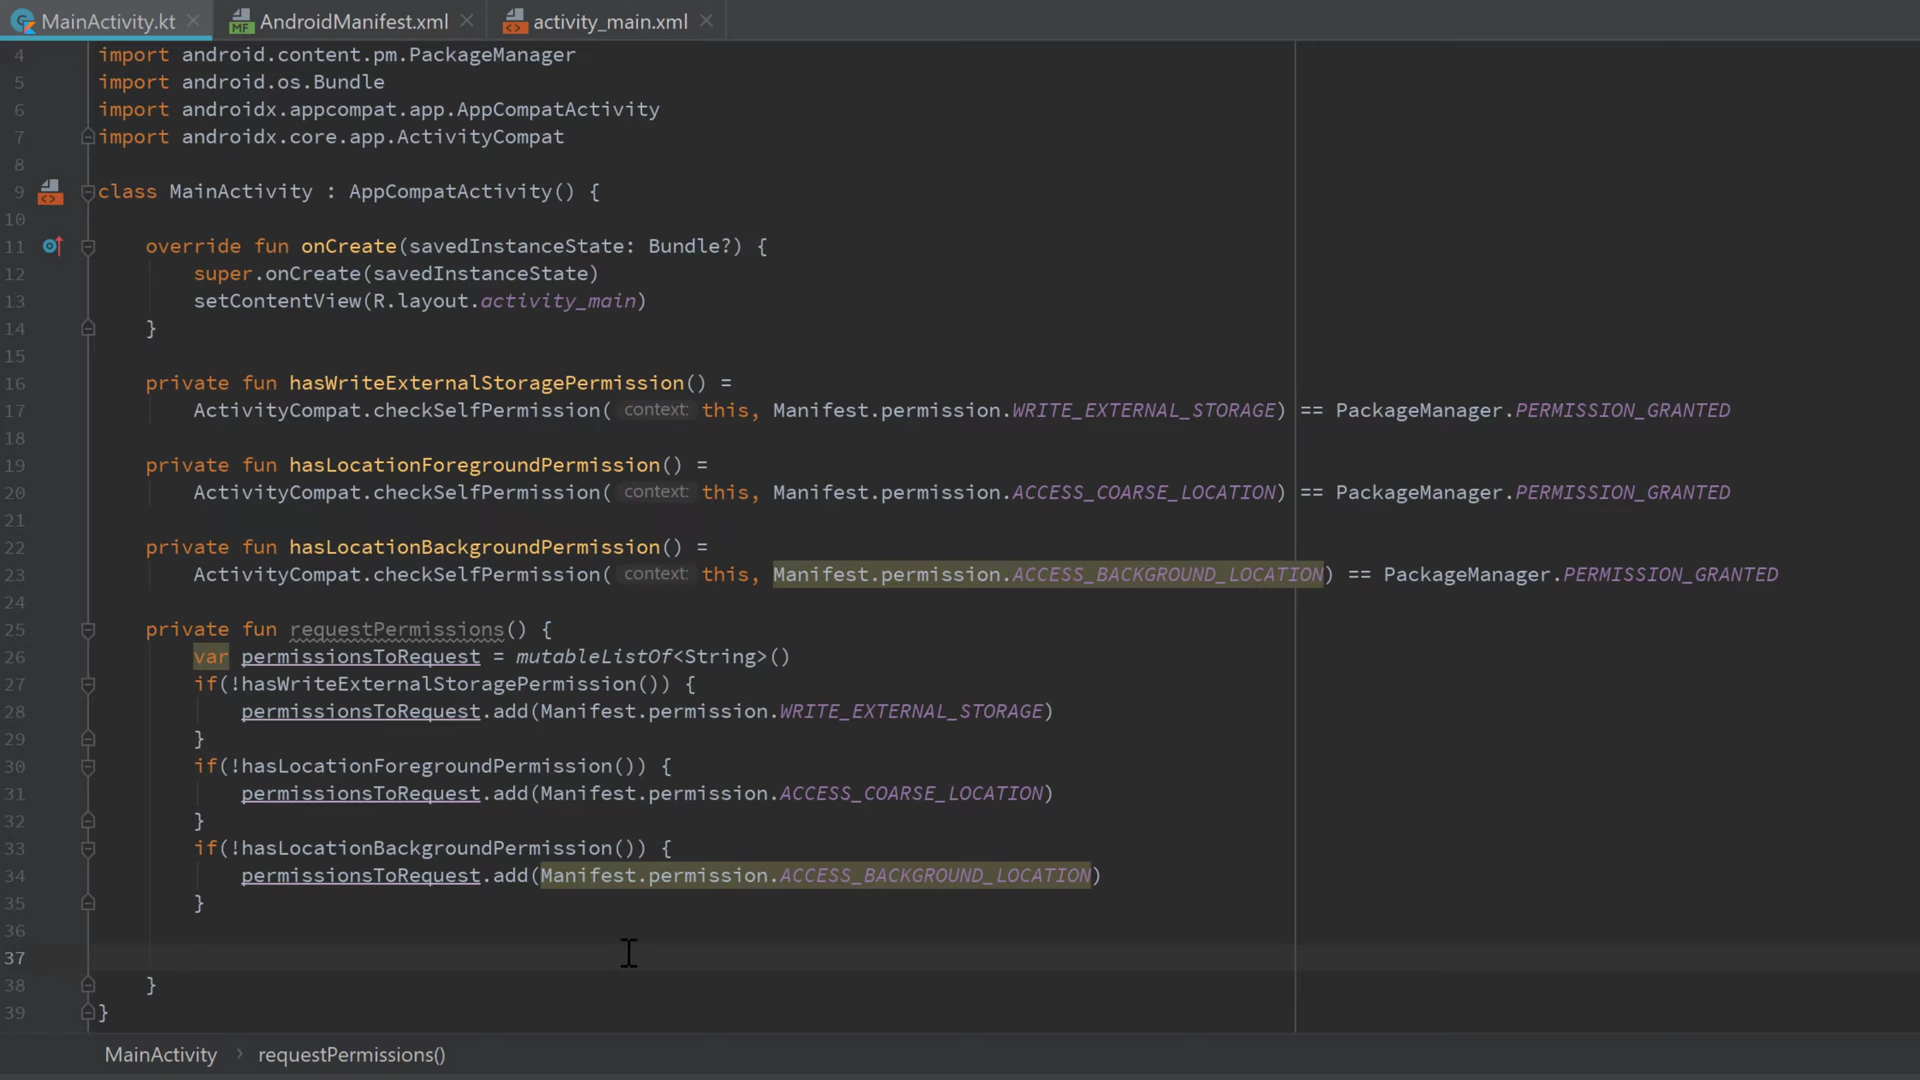 MainActivity.kt
MF AndroidManifest.xml
activity_main.xml
4 import android.content.pm.PackageManager
5 import android.os.Bundle
6 import androidx.appcompat.app.AppCompatActivity
7 import androidx.core.app.ActivityCompat
8
9 class MainActivity : AppCompatActivity() {
10
11 override fun onCreate(savedInstanceState: Bundle?) {
12 super.onCreate(savedInstanceState)
13 setContentView(R.layout.activity_main)
14 }
15
16 private fun hasWriteExternalStoragePermission() =
17 ActivityCompat.checkSelfPermission( context: this, Manifest.permission.WRITE_EXTERNAL_STORAGE) == PackageManager.PERMISSION_GRANTED
18
19 private fun hasLocationForegroundPermission() =
20 ActivityCompat.checkSelfPermission( context: this, Manifest.permission.ACCESS_COARSE_LOCATION) == PackageManager.PERMISSION_GRANTED
21
22 private fun hasLocationBackgroundPermission() =
23 ActivityCompat.checkSelfPermission( context: this, Manifest.permission.ACCESS_BACKGROUND_LOCATION) == PackageManager.PERMISSION_GRANTED
24
25 private fun requestPermissions() {
26 var permissionsToRequest = mutableListOf<String>()
27 if(!hasWriteExternalStoragePermission()) {
28 permissionsToRequest.add(Manifest.permission.WRITE_EXTERNAL_STORAGE)
29 }
30 if(!hasLocationForegroundPermission()) {
31 permissionsToRequest.add(Manifest.permission.ACCESS_COARSE_LOCATION)
32 }
33 if(!hasLocationBackgroundPermission()) {
34 permissionsToRequest.add(Manifest.permission.ACCESS_BACKGROUND_LOCATION)
35 }
36
37
38 }
39 }
MainActivity › requestPermissions()